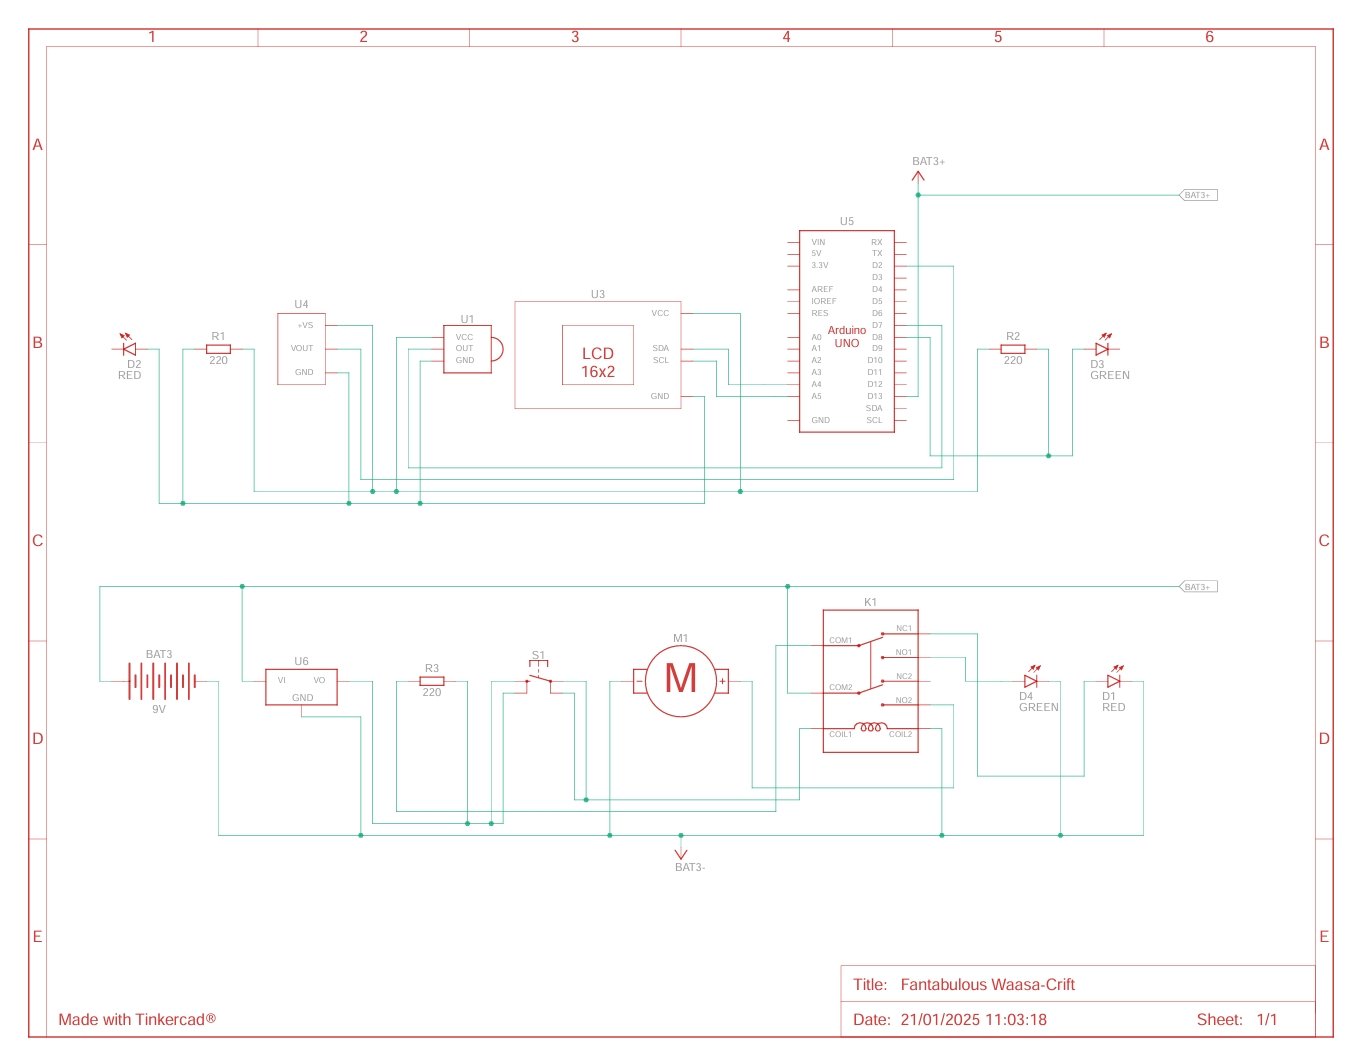 1 2 3 4 5 6
A A
BAT3+
BAT3+
U5
VIN RX
5V TX
3.3V D2
D3
AREF D4
IOREF D5
RES D6
D7
A0 D8
A1 D9
A2 D10
A3 D11
A4 D12
A5 D13
SDA
GND SCL
Arduino
UNO
U3
VCC
SDA
SCL
GND
LCD
16x2
U1
VCC
OUT
GND
U4
+VS
VOUT
GND
B B
D2
RED
R1
220
R2
220
D3
GREEN
C C
BAT3+
K1
COM1
COM2
COIL1
NC1
NO1
NC2
NO2
COIL2
BAT3
9V
U6
VI VO
GND
R3
220
S1
M1
- M +
D4
GREEN
D1
RED
D D
BAT3-
E E
Title: Fantabulous Waasa-Crift
Made with Tinkercad®
Date: 21/01/2025 11:03:18 Sheet: 1/1